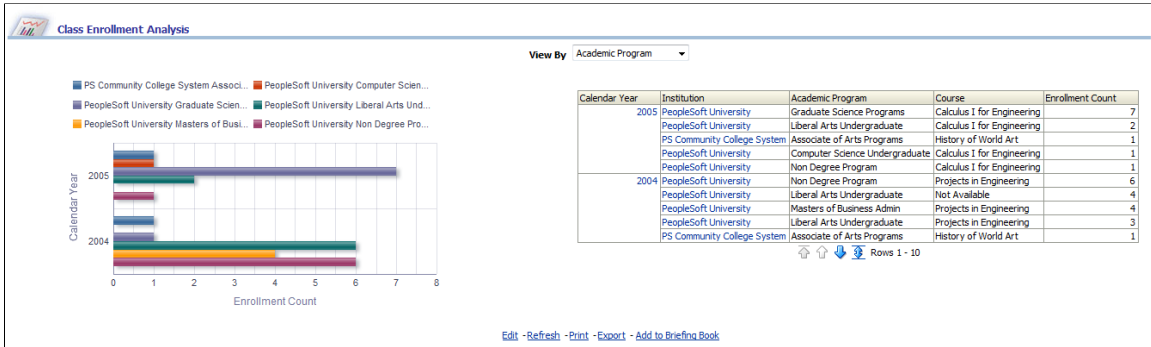 Class Enrollment Analysis
View By Academic Program
PS Community College System Associ... PeopleSoft University Computer Scien...
PeopleSoft University Graduate Scien... PeopleSoft University Liberal Arts Und...
PeopleSoft University Masters of Busi... PeopleSoft University Non Degree Pro...
Calendar Year
2005
2004
0 1 2 3 4 5 6 7 8
Enrollment Count
Calendar Year Institution Academic Program Course Enrollment Count
2005 PeopleSoft University Graduate Science Programs Calculus I for Engineering 7
PeopleSoft University Liberal Arts Undergraduate Calculus I for Engineering 2
PS Community College System Associate of Arts Programs History of World Art 1
PeopleSoft University Computer Science Undergraduate Calculus I for Engineering 1
PeopleSoft University Non Degree Program Calculus I for Engineering 1
2004 PeopleSoft University Non Degree Program Projects in Engineering 6
PeopleSoft University Liberal Arts Undergraduate Not Available 4
PeopleSoft University Masters of Business Admin Projects in Engineering 4
PeopleSoft University Liberal Arts Undergraduate Projects in Engineering 3
PS Community College System Associate of Arts Programs History of World Art 1
Rows 1 - 10
Edit - Refresh - Print - Export - Add to Briefing Book